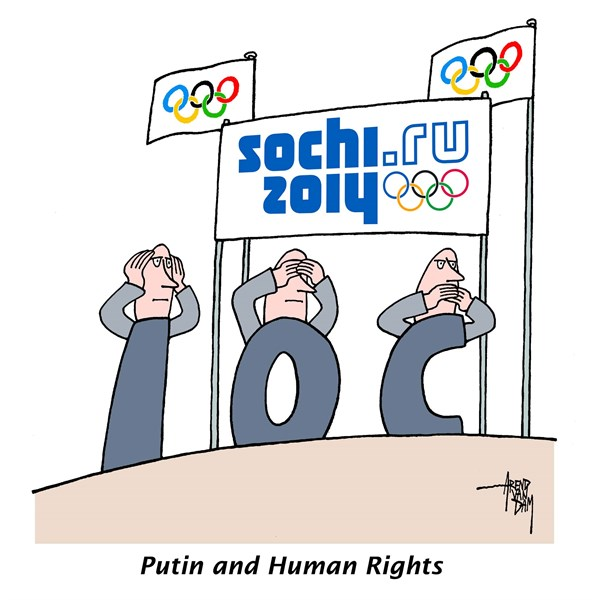 sochi.ru
2014
IOC
AREND
VAN
DAM
Putin and Human Rights